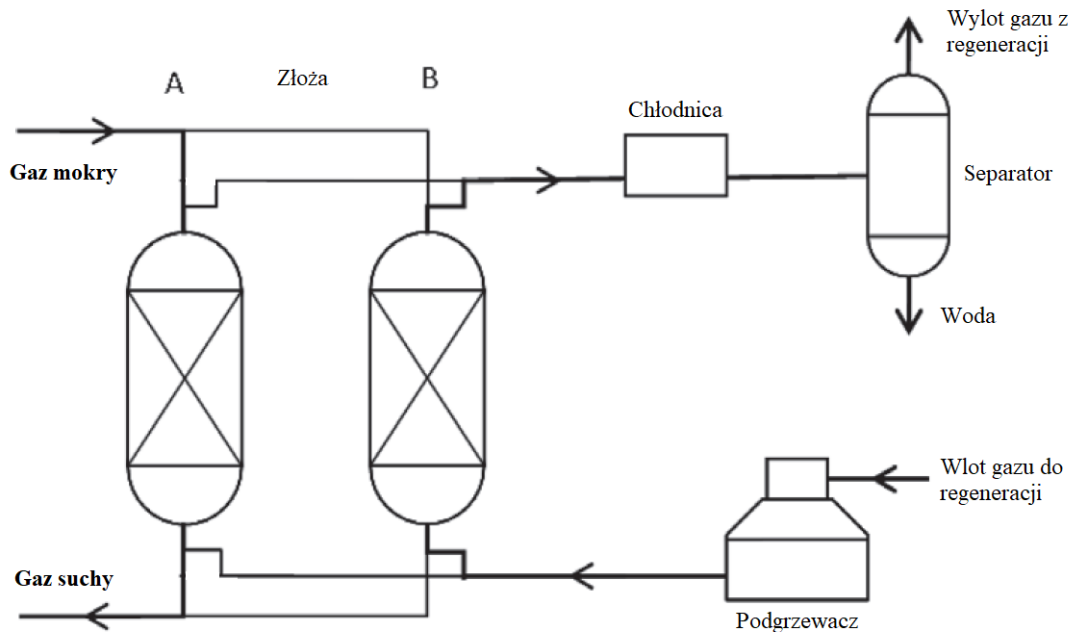 Wylot gazu z
regeneracji
A
Złoża
B
Chłodnica
Gaz mokry
Separator
Woda
Wlot gazu do
regeneracji
Gaz suchy
Podgrzewacz